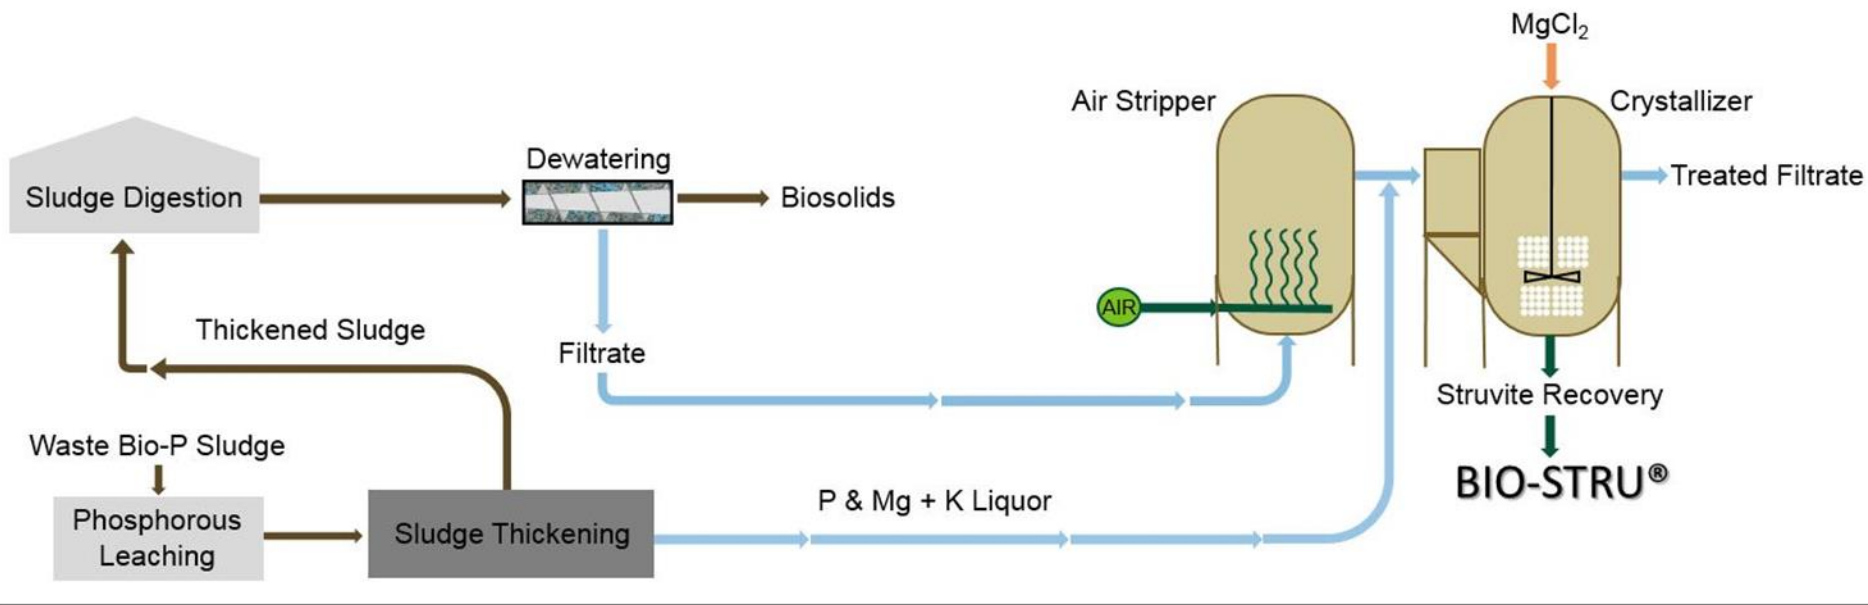 MgCl₂
Air Stripper
Crystallizer
Dewatering
Sludge Digestion
Biosolids
Treated Filtrate
AIR
Thickened Sludge
Filtrate
Struvite Recovery
Waste Bio-P Sludge
BIO-STRU®
P & Mg + K Liquor
Phosphorous
Leaching
Sludge Thickening